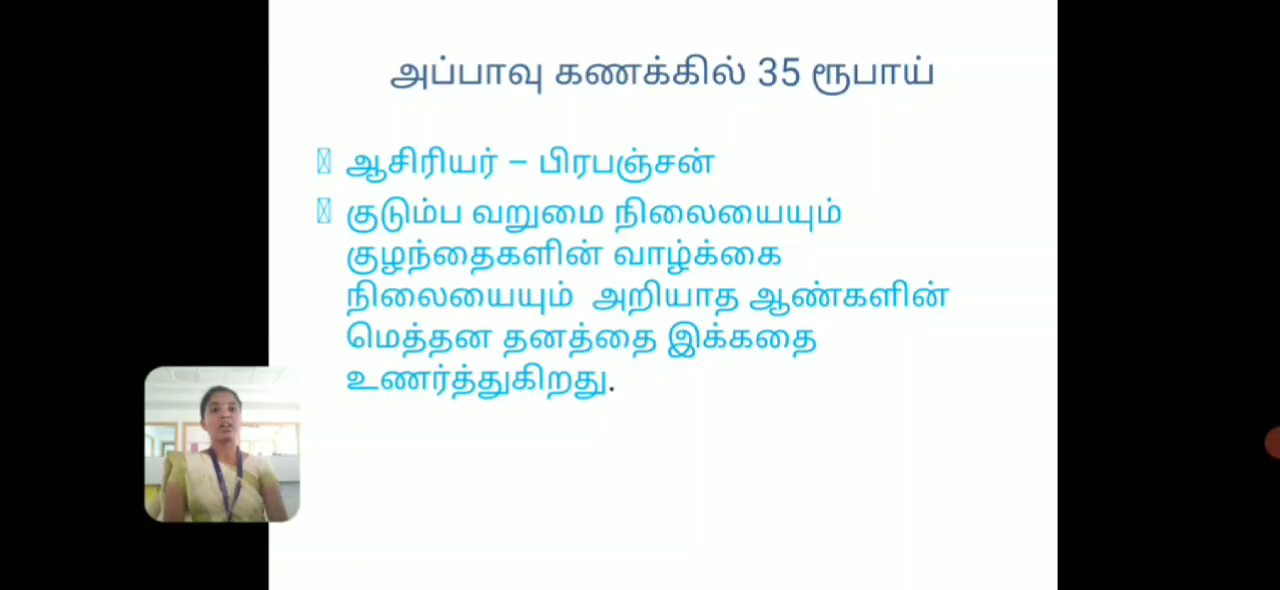 அப்பாவு கணக்கில் 35 ரூபாய்
ஆசிரியர் – பிரபஞ்சன்
குடும்ப வறுமை நிலையையும்
குழந்தைகளின் வாழ்க்கை
நிலையையும் அறியாத ஆண்களின்
மெத்தன தனத்தை இக்கதை
உணர்த்துகிறது.